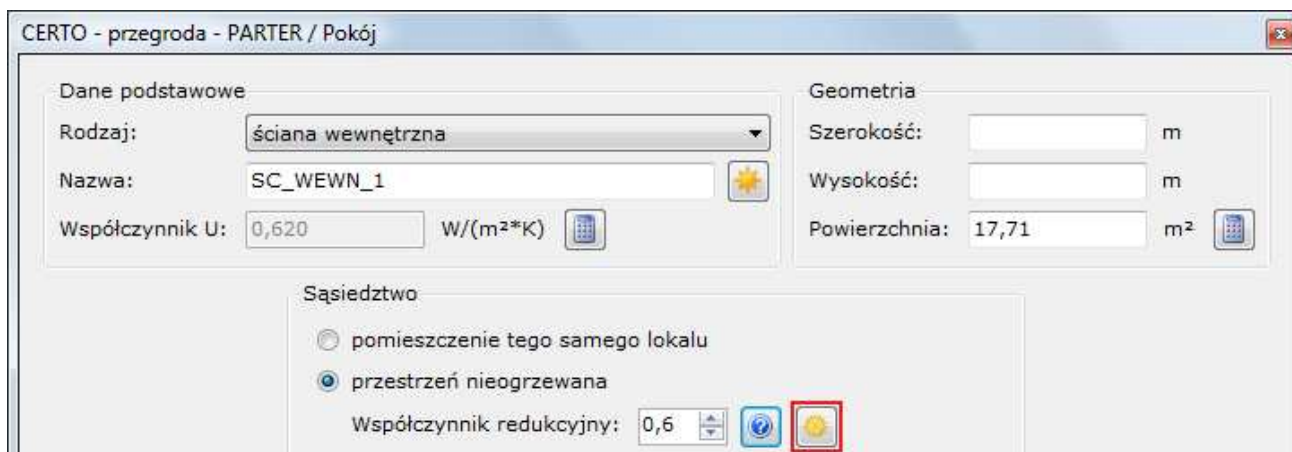 CERTO - przegroda - PARTER / Pokój
Dane podstawowe
Rodzaj: ściana wewnętrzna
Nazwa: SC_WEWN_1
Współczynnik U: 0,620 W/(m²*K)
Geometria
Szerokość: m
Wysokość: m
Powierzchnia: 17,71 m²
Sąsiedztwo
pomieszczenie tego samego lokalu
przestrzeń nieogrzewana
Współczynnik redukcyjny: 0,6